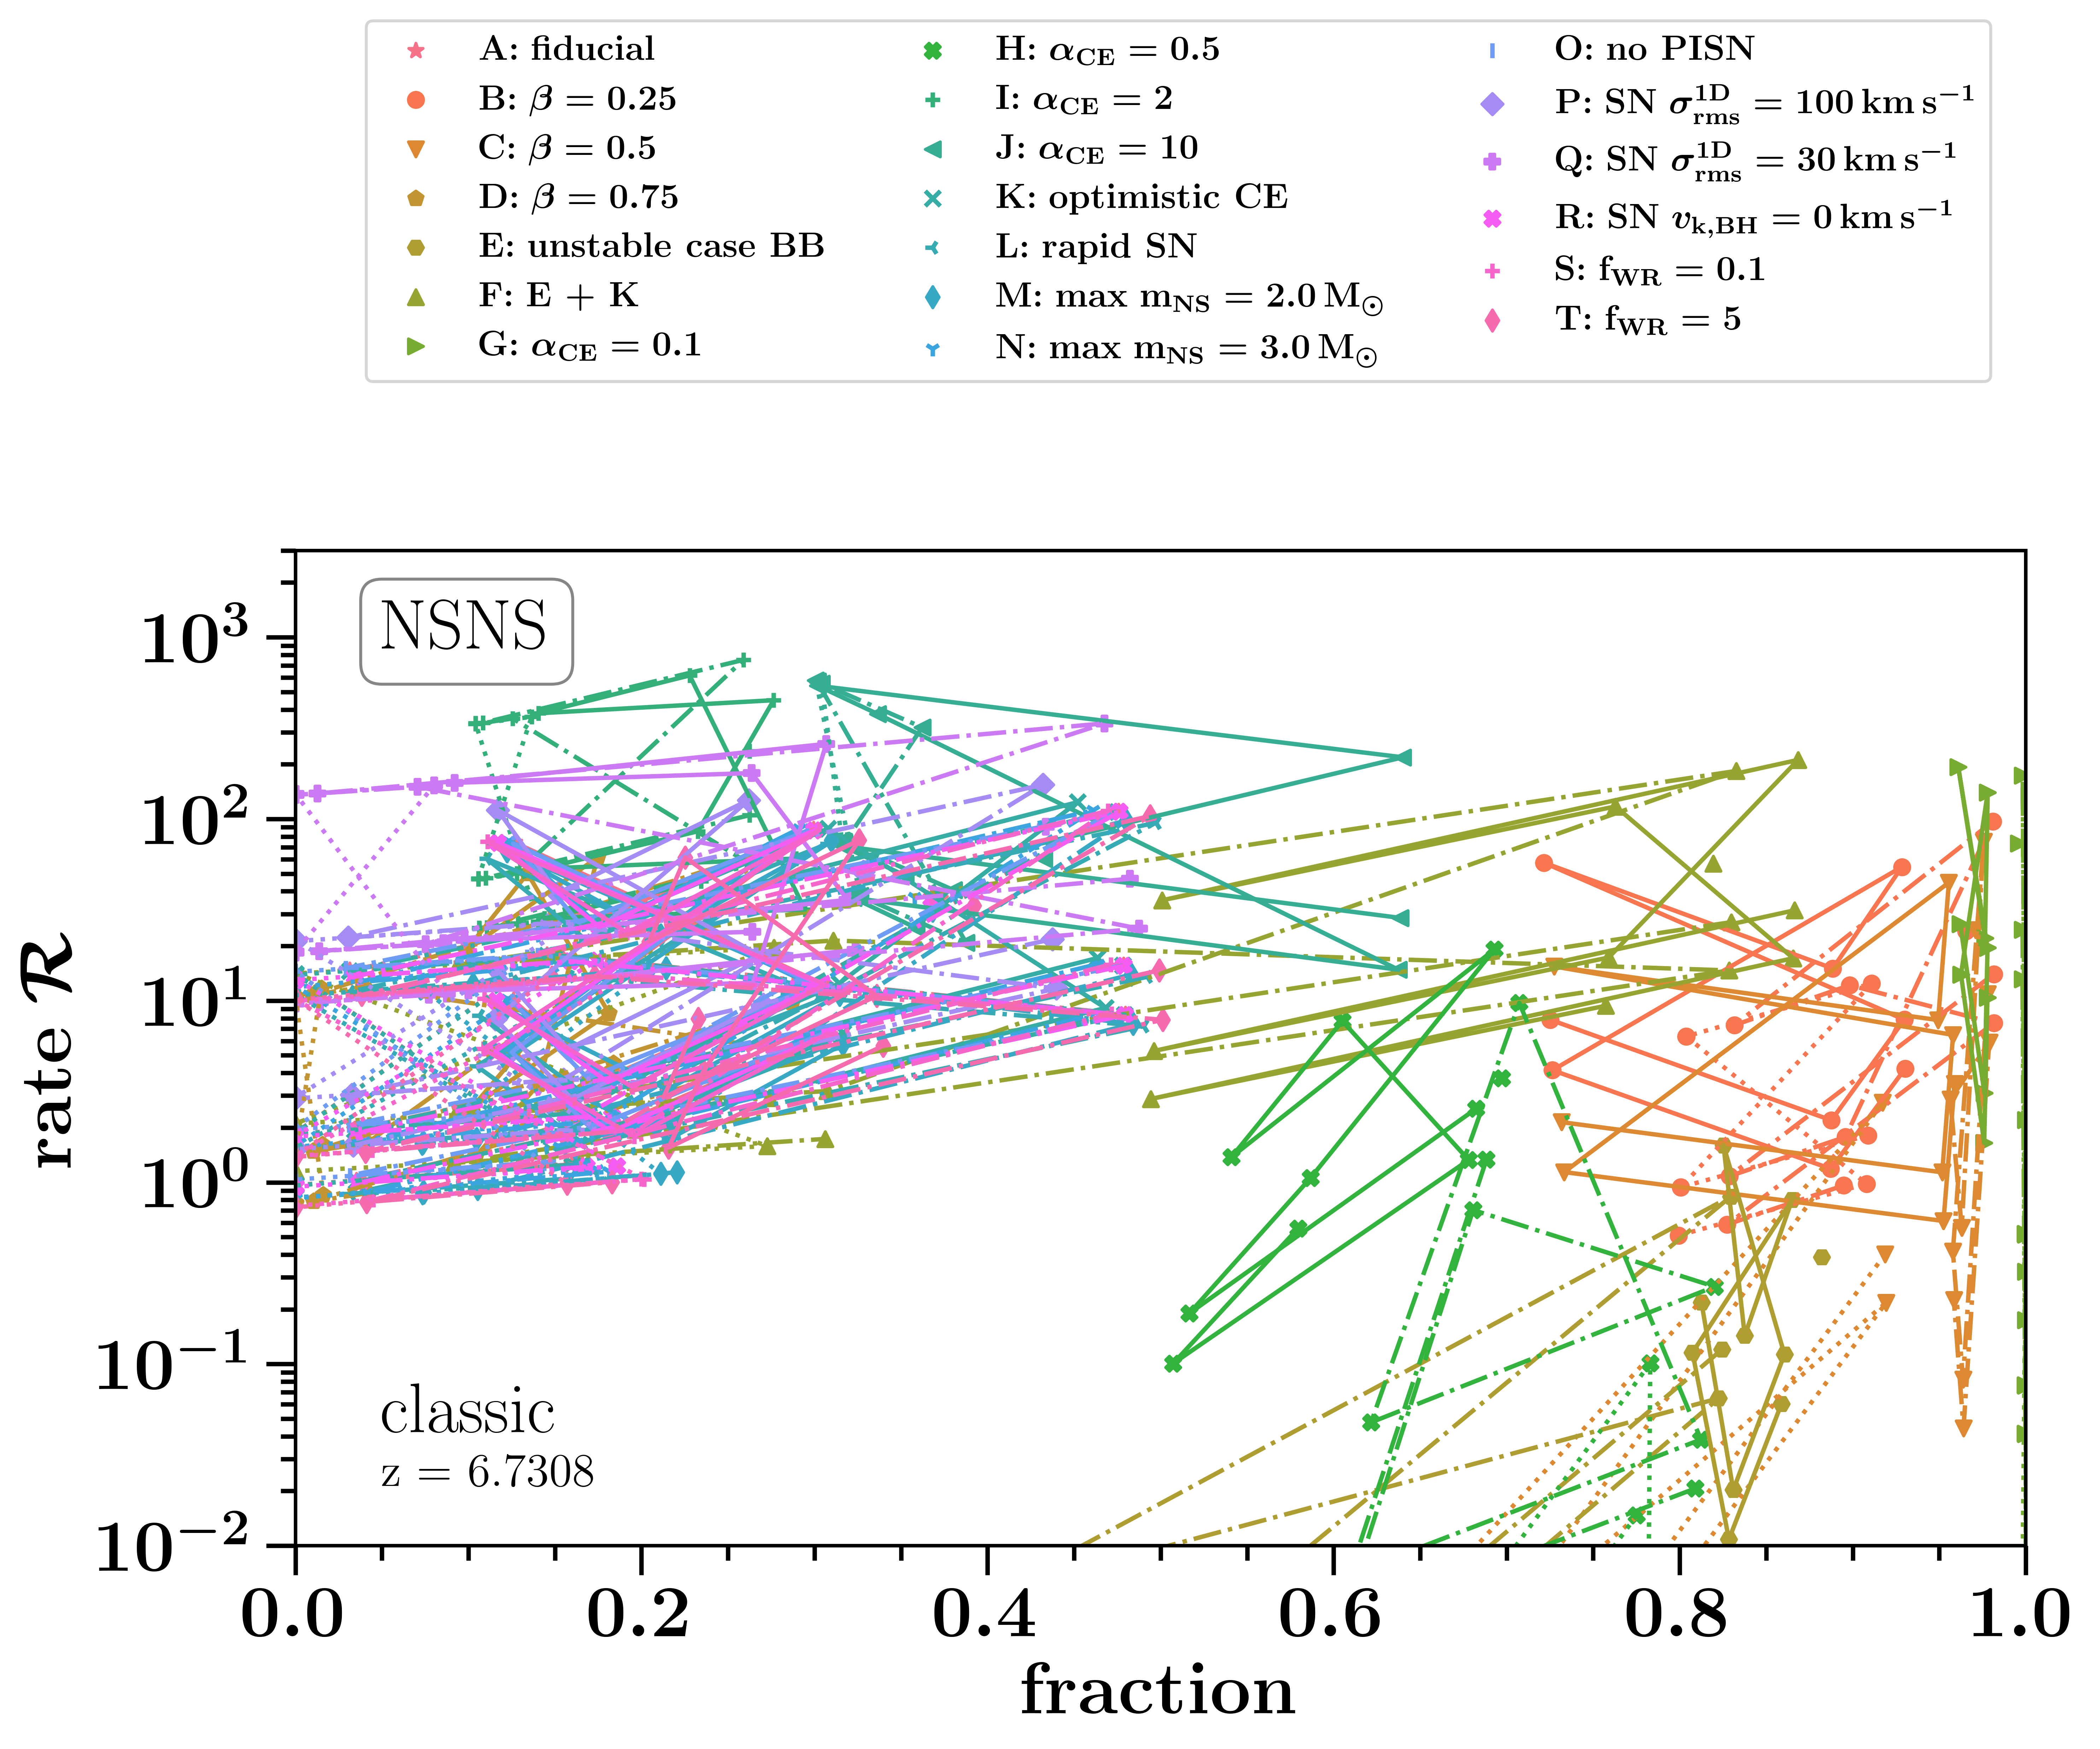 A: fiducial
B: β = 0.25
C: β = 0.5
D: β = 0.75
E: unstable case BB
F: E + K
G: α_CE = 0.1
H: α_CE = 0.5
I: α_CE = 2
J: α_CE = 10
K: optimistic CE
L: rapid SN
M: max m_NS = 2.0 M_⊙
N: max m_NS = 3.0 M_⊙
O: no PISN
P: SN σ_rms^1D = 100 km s^−1
Q: SN σ_rms^1D = 30 km s^−1
R: SN v_k,BH = 0 km s^−1
S: f_WR = 0.1
T: f_WR = 5
NSNS
10^3
10^2
10^1
10^0
10^−1
10^−2
rate 𝓡
classic
z = 6.7308
0.0 0.2 0.4 0.6 0.8 1.0
fraction